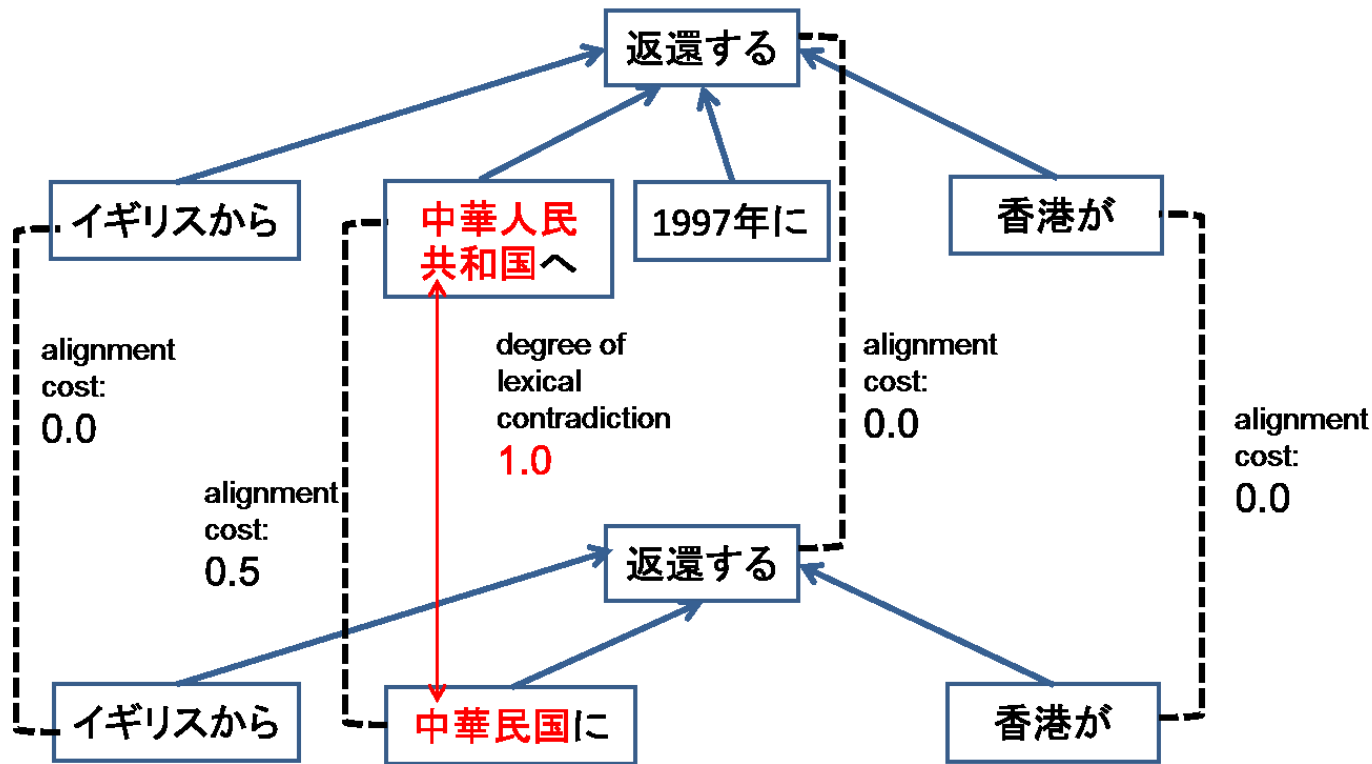 返還する
イギリスから
中華人民
共和国へ
1997年に
香港が
alignment
cost:
0.0
alignment
cost:
0.5
degree of
lexical
contradiction
1.0
alignment
cost:
0.0
alignment
cost:
0.0
返還する
イギリスから
中華民国に
香港が